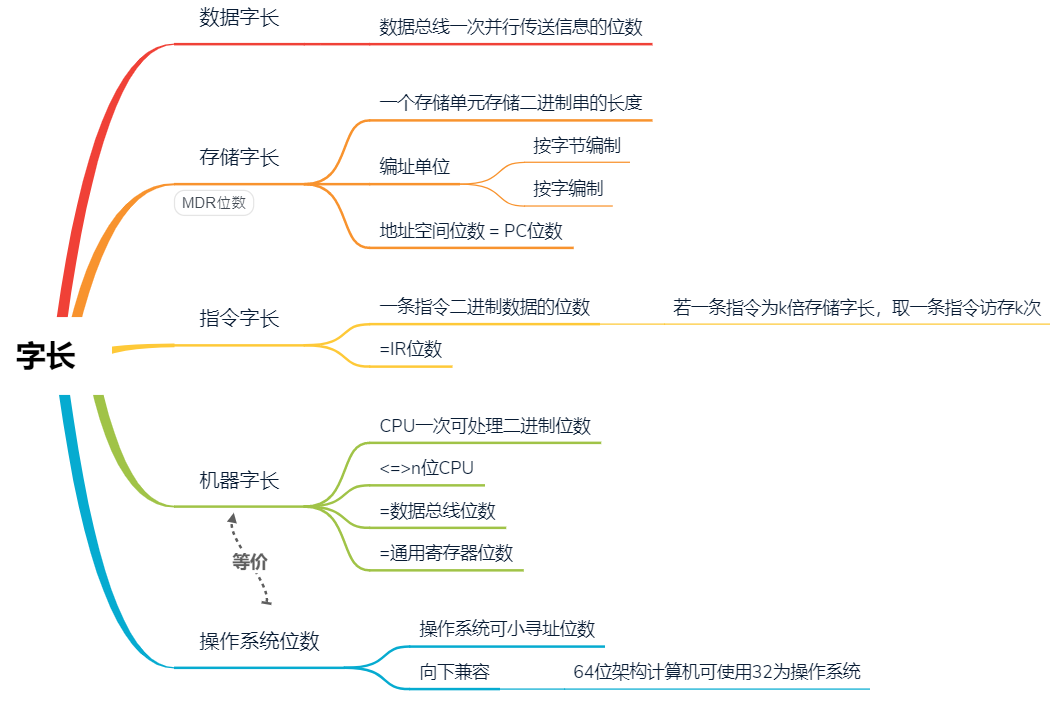 字长
数据字长
数据总线一次并行传送信息的位数
存储字长
MDR位数
一个存储单元存储二进制串的长度
编址单位
按字节编制
按字编制
地址空间位数 = PC位数
指令字长
一条指令二进制数据的位数
若一条指令为k倍存储字长，取一条指令访存k次
=IR位数
机器字长
CPU一次可处理二进制位数
<=>n位CPU
=数据总线位数
=通用寄存器位数
等价
操作系统位数
操作系统可小寻址位数
向下兼容
64位架构计算机可使用32为操作系统